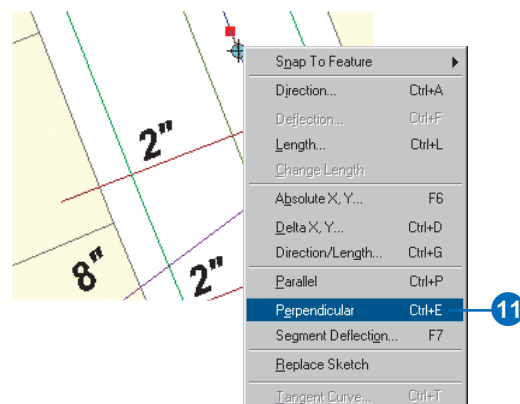 2"
8"
2"
Snap To Feature
Direction... Ctrl+A
Deflection... Ctrl+F
Length... Ctrl+L
Change Length
Absolute X, Y... F6
Delta X, Y... Ctrl+D
Direction/Length... Ctrl+G
Parallel Ctrl+P
Perpendicular Ctrl+E
11
Segment Deflection... F7
Replace Sketch
Tangent Curve... Ctrl+T